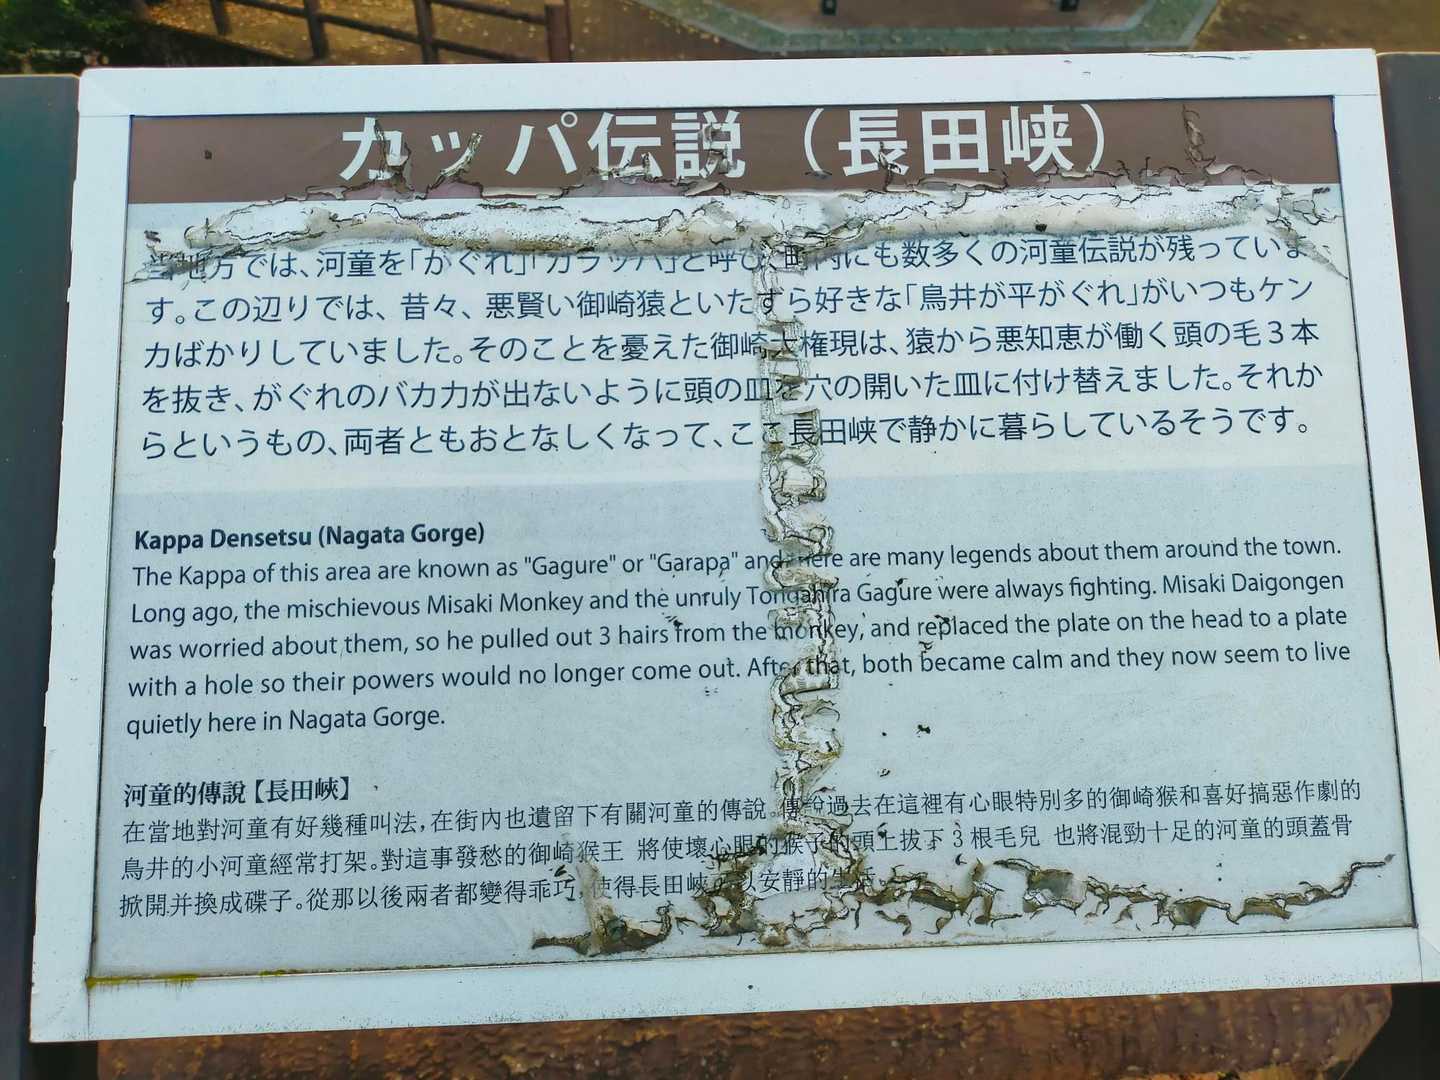 カッパ伝説（長田峡）
当地方では、河童を「がぐれ」「ガラッパ」と呼び、町内にも数多くの河童伝説が残っていま
す。この辺りでは、昔々、悪賢い御崎猿といたずら好きな「鳥井が平がぐれ」がいつもケン
カばかりしていました。そのことを憂えた御崎大権現は、猿から悪知恵が働く頭の毛３本
を抜き、がぐれのバカ力が出ないように頭の皿を穴の開いた皿に付け替えました。それか
らというもの、両者ともおとなしくなって、ここ長田峡で静かに暮らしているそうです。
Kappa Densetsu (Nagata Gorge)
The Kappa of this area are known as "Gagure" or "Garapa" and there are many legends about them around the town.
Long ago, the mischievous Misaki Monkey and the unruly Gagure were always fighting. Misaki Daigongen
was worried about them, so he pulled out 3 hairs from the monkey, and replaced the plate on the head to a plate
with a hole so their powers would no longer come out. After that, both became calm and they now seem to live
quietly here in Nagata Gorge.
河童的傳說【長田峽】
在當地對河童有好幾種叫法，在街內也遺留下有關河童的傳說。傳說過去在這裡有心眼特別多的御崎猴和喜好搞惡作劇的
鳥井的小河童經常打架。對這事發愁的御崎猴王 將使壞心眼的猴子的頭上拔下 3 根毛兒 也將混勁十足的河童的頭蓋骨
掀開并換成碟子。從那以後兩者都變得乖巧，使得長田峽 以安靜的生